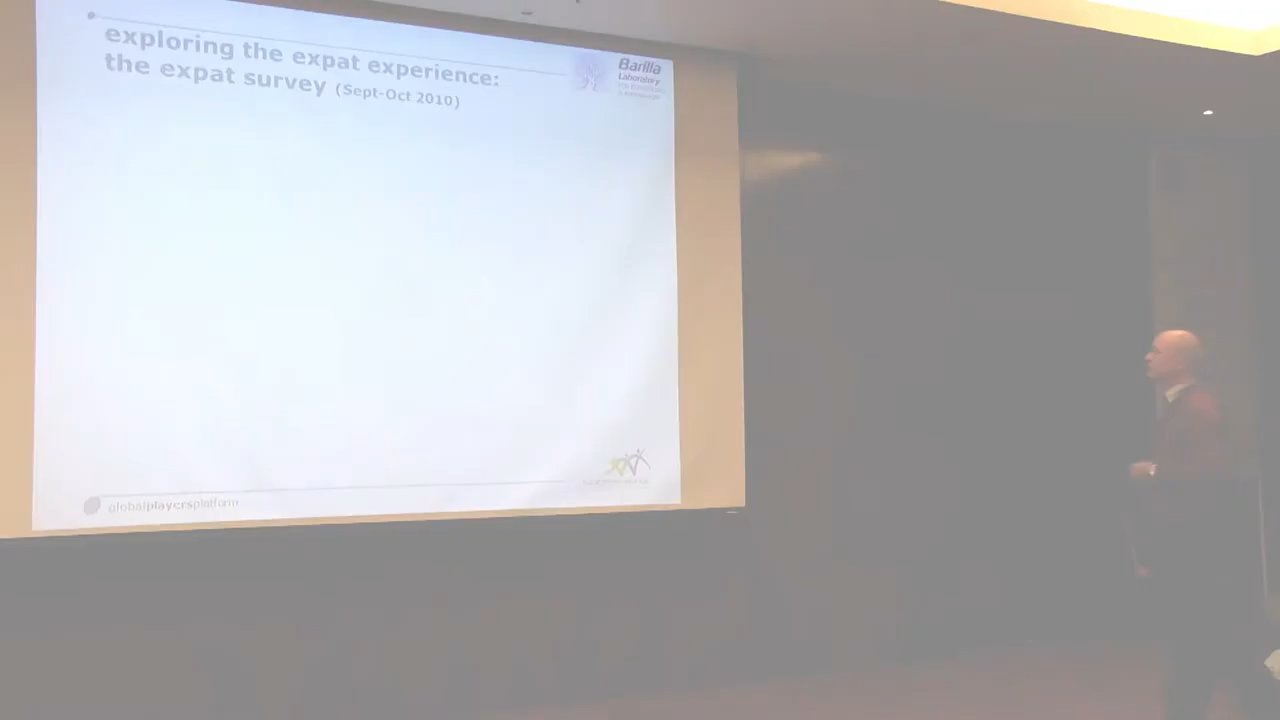 exploring the expat experience:
the expat survey (Sept-Oct 2010)
Barilla
Laboratory
globalplayersplatform